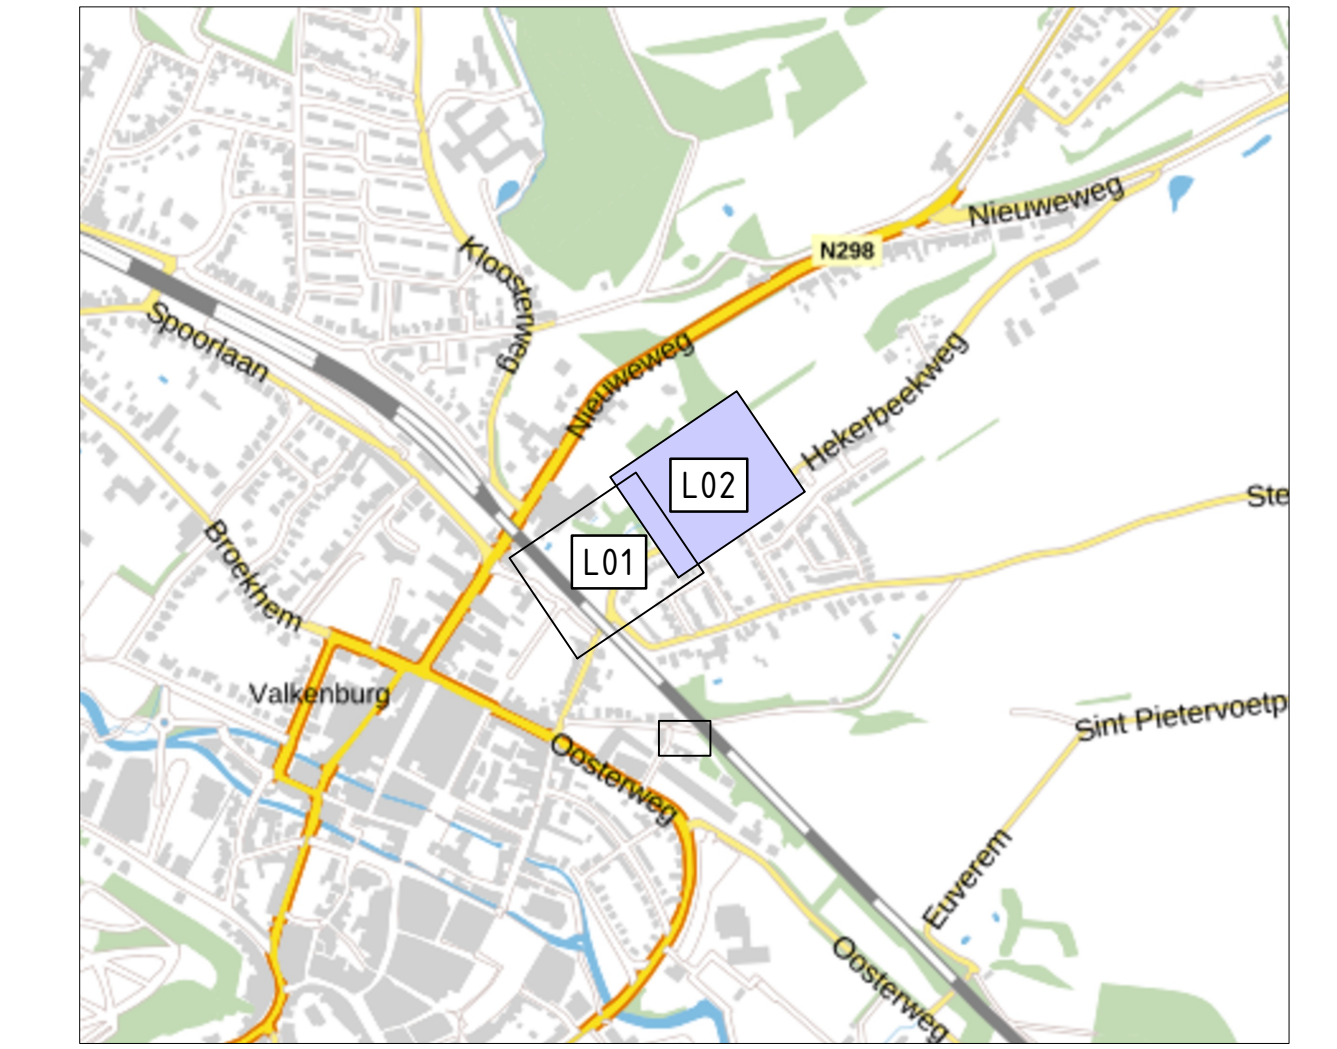 N298
Nieuweweg
Kloosterweg
Spoorlaan
Nieuweweg
Hekerbeekweg
L02
Ste
L01
Broekhem
Valkenburg
Sint Pietervoetp
Oosterweg
Euverem
Oosterweg